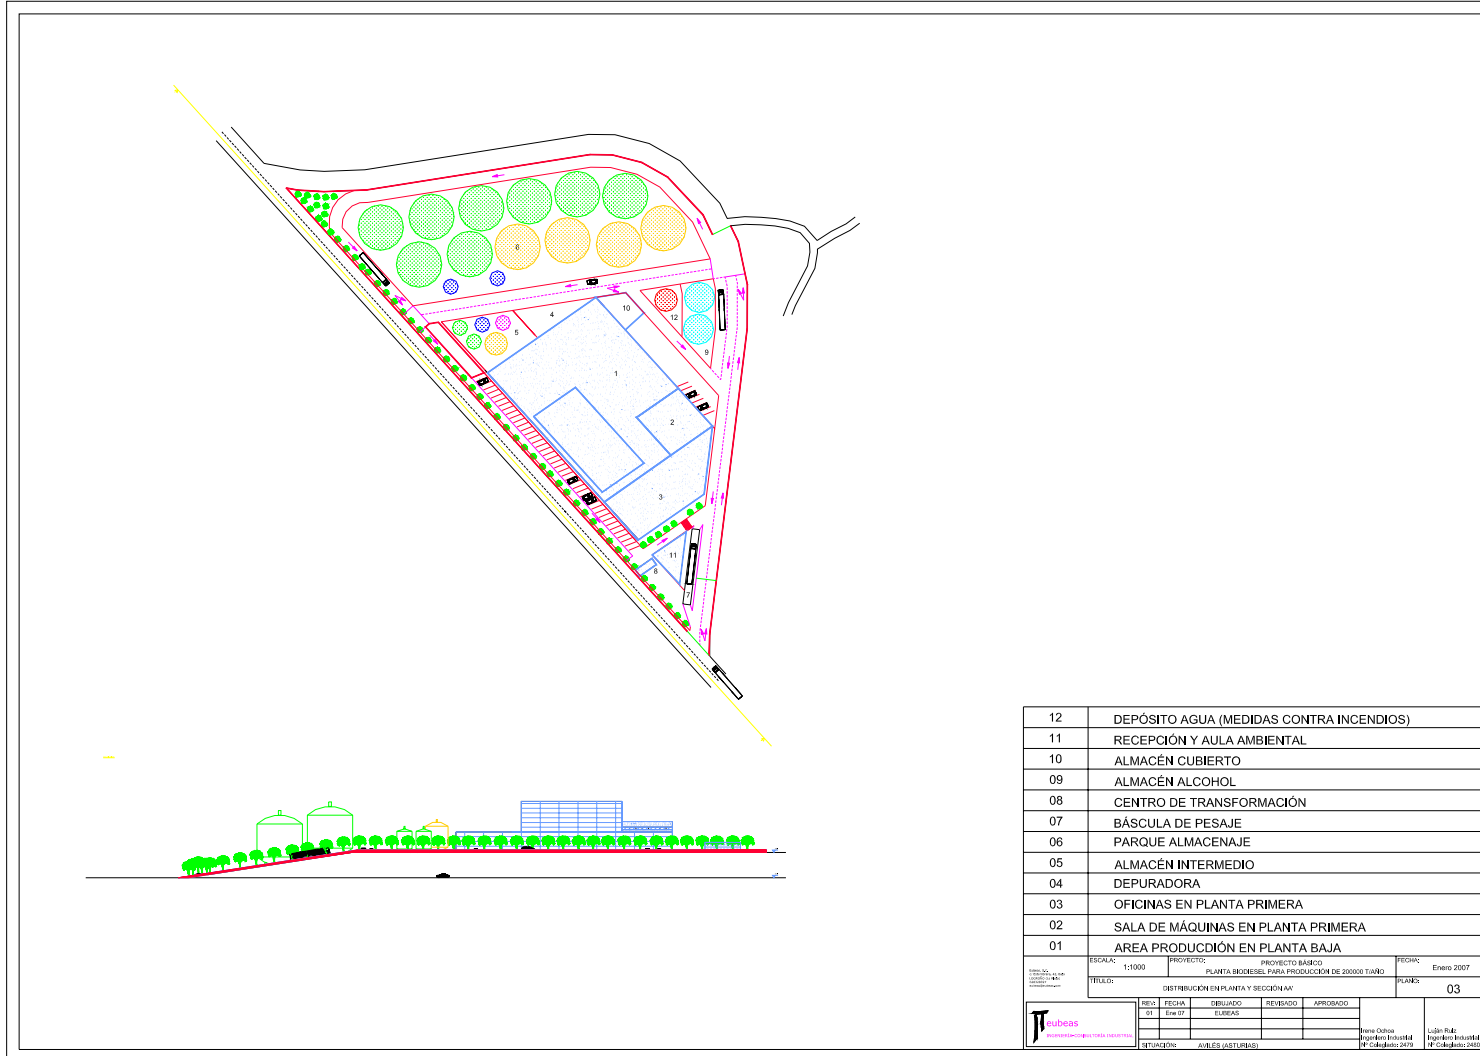 6
10
12
4
5
9
1
2
3
11
8
7
12 DEPÓSITO AGUA (MEDIDAS CONTRA INCENDIOS)
11 RECEPCIÓN Y AULA AMBIENTAL
10 ALMACÉN CUBIERTO
09 ALMACÉN ALCOHOL
08 CENTRO DE TRANSFORMACIÓN
07 BÁSCULA DE PESAJE
06 PARQUE ALMACENAJE
05 ALMACÉN INTERMEDIO
04 DEPURADORA
03 OFICINAS EN PLANTA PRIMERA
02 SALA DE MÁQUINAS EN PLANTA PRIMERA
01 AREA PRODUCDIÓN EN PLANTA BAJA
ESCALA: 1:1000
PROYECTO: PROYECTO BÁSICO
PLANTA BIODIESEL PARA PRODUCCIÓN DE 200000 T/AÑO
FECHA: Enero 2007
TÍTULO: DISTRIBUCIÓN EN PLANTA Y SECCIÓN AA'
PLANO: 03
eubeas
INGENIERÍA-CONSULTORÍA INDUSTRIAL
REV: FECHA DIBUJADO REVISADO APROBADO
01 Ene 07 EUBEAS
SITUACIÓN: AVILÉS (ASTURIAS)
Irene Ochoa
Ingeniero Industrial
Nº Colegiado: 2479
Luján Ruiz
Ingeniero Industrial
Nº Colegiado: 2480